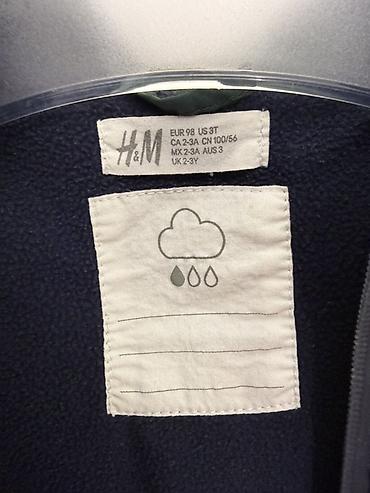 H&M
EUR 98 US 3T
CA 2-3A CN 100/56
MX 2-3A AUS 3
UK 2-3Y